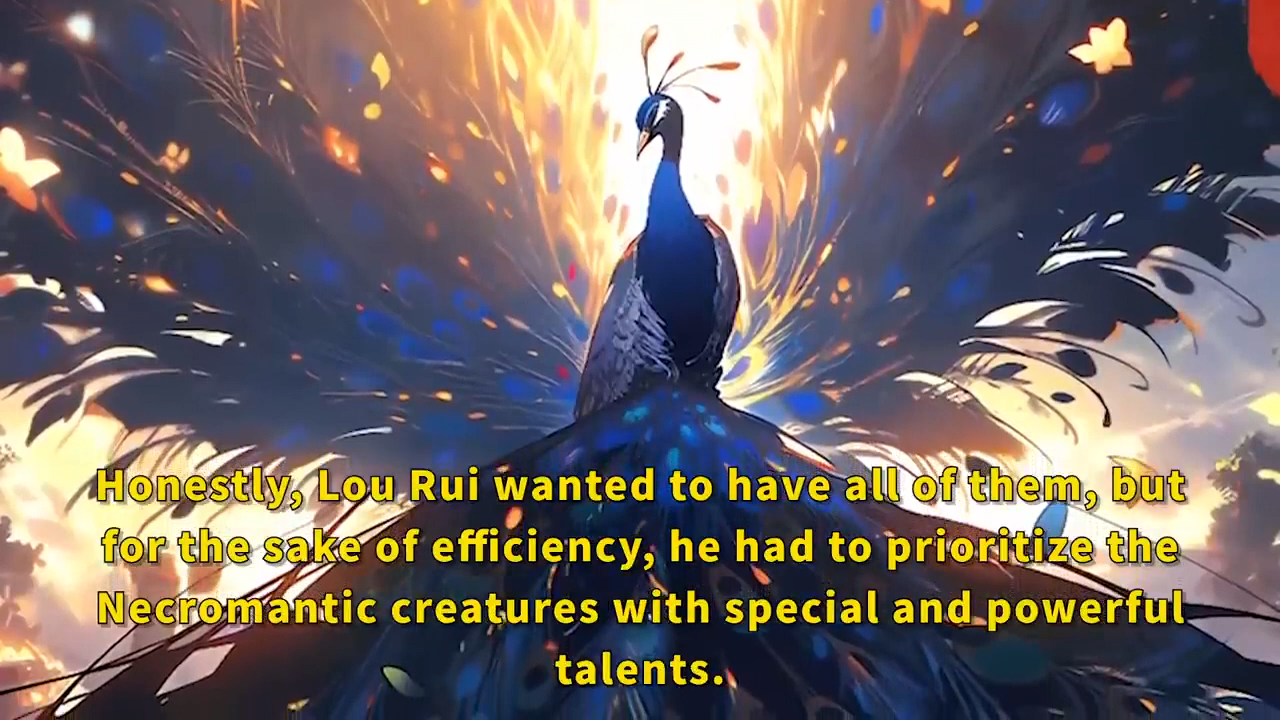 Honestly, Lou Rui wanted to have all of them, but
for the sake of efficiency, he had to prioritize the
Necromantic creatures with special and powerful
talents.